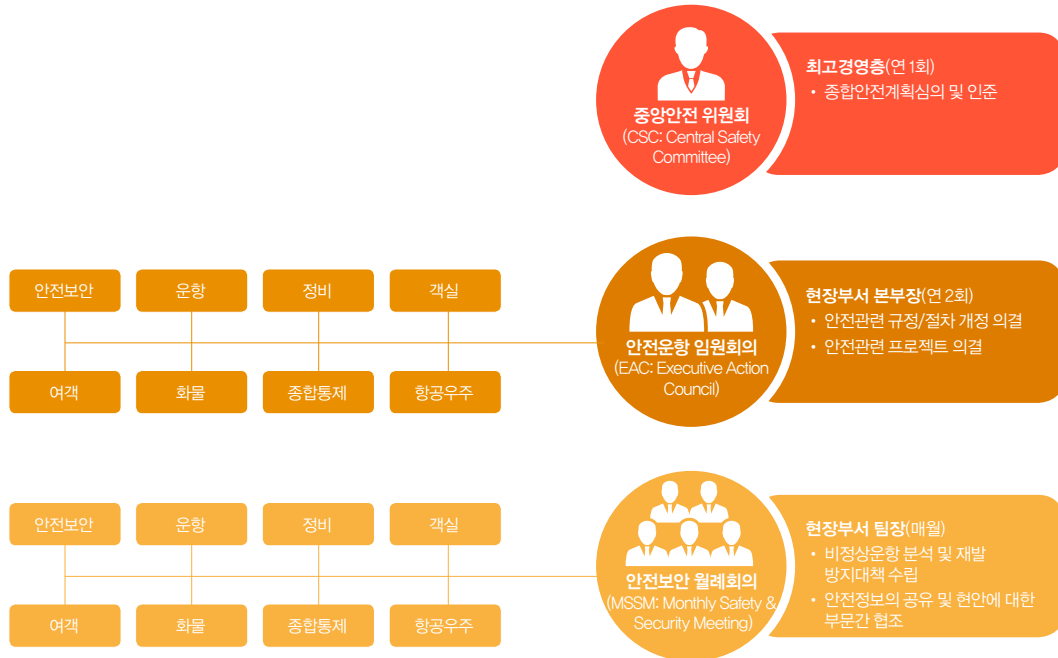 중앙안전 위원회
(CSC: Central Safety
Committee)
최고경영층(연 1회)
• 종합안전계획심의 및 인준
안전보안
운항
정비
객실
여객
화물
종합통제
항공우주
안전운항 임원회의
(EAC: Executive Action
Council)
현장부서 본부장(연 2회)
• 안전관련 규정/절차 개정 의결
• 안전관련 프로젝트 의결
안전보안
운항
정비
객실
여객
화물
종합통제
항공우주
안전보안 월례회의
(MSSM: Monthly Safety &
Security Meeting)
현장부서 팀장(매월)
• 비정상운항 분석 및 재발
방지대책 수립
• 안전정보의 공유 및 현안에 대한
부문간 협조